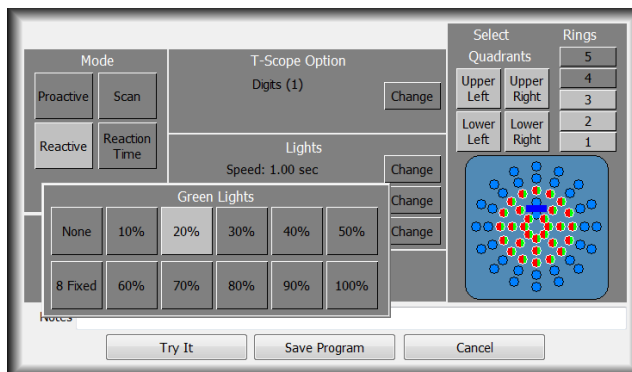 Mode
Proactive
Scan
Reactive
Reaction
Time
T-Scope Option
Digits (1)
Change
Lights
Speed: 1.00 sec
Change
Change
Change
Select
Quadrants
Upper
Left
Upper
Right
Lower
Left
Lower
Right
Rings
5
4
3
2
1
Green Lights
None
10%
20%
30%
40%
50%
8 Fixed
60%
70%
80%
90%
100%
Notes
Try It
Save Program
Cancel